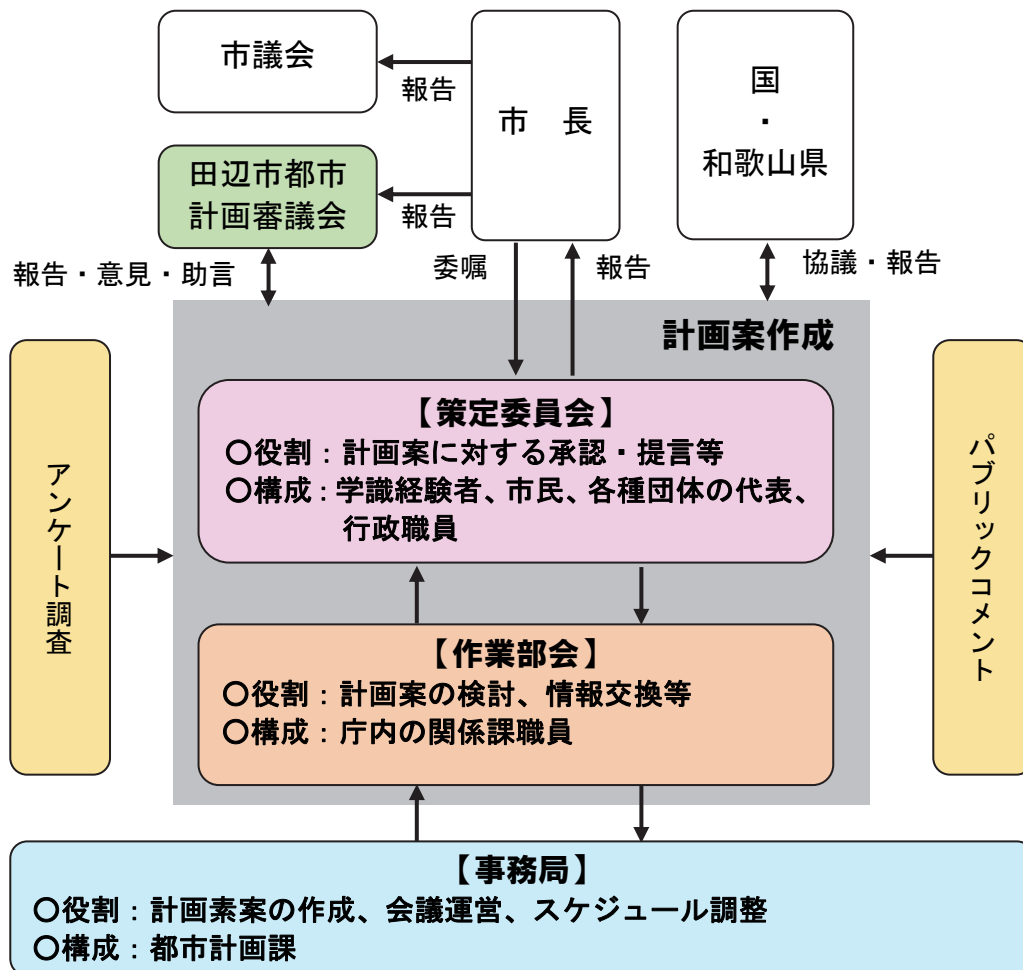 市議会
報告
市　長
国
・
和歌山県
田辺市都市
計画審議会
報告
報告・意見・助言
委嘱
報告
協議・報告
計画案作成
アンケート調査
パブリックコメント
【策定委員会】
○役割：計画案に対する承認・提言等
○構成：学識経験者、市民、各種団体の代表、
行政職員
【作業部会】
○役割：計画案の検討、情報交換等
○構成：庁内の関係課職員
【事務局】
○役割：計画素案の作成、会議運営、スケジュール調整
○構成：都市計画課